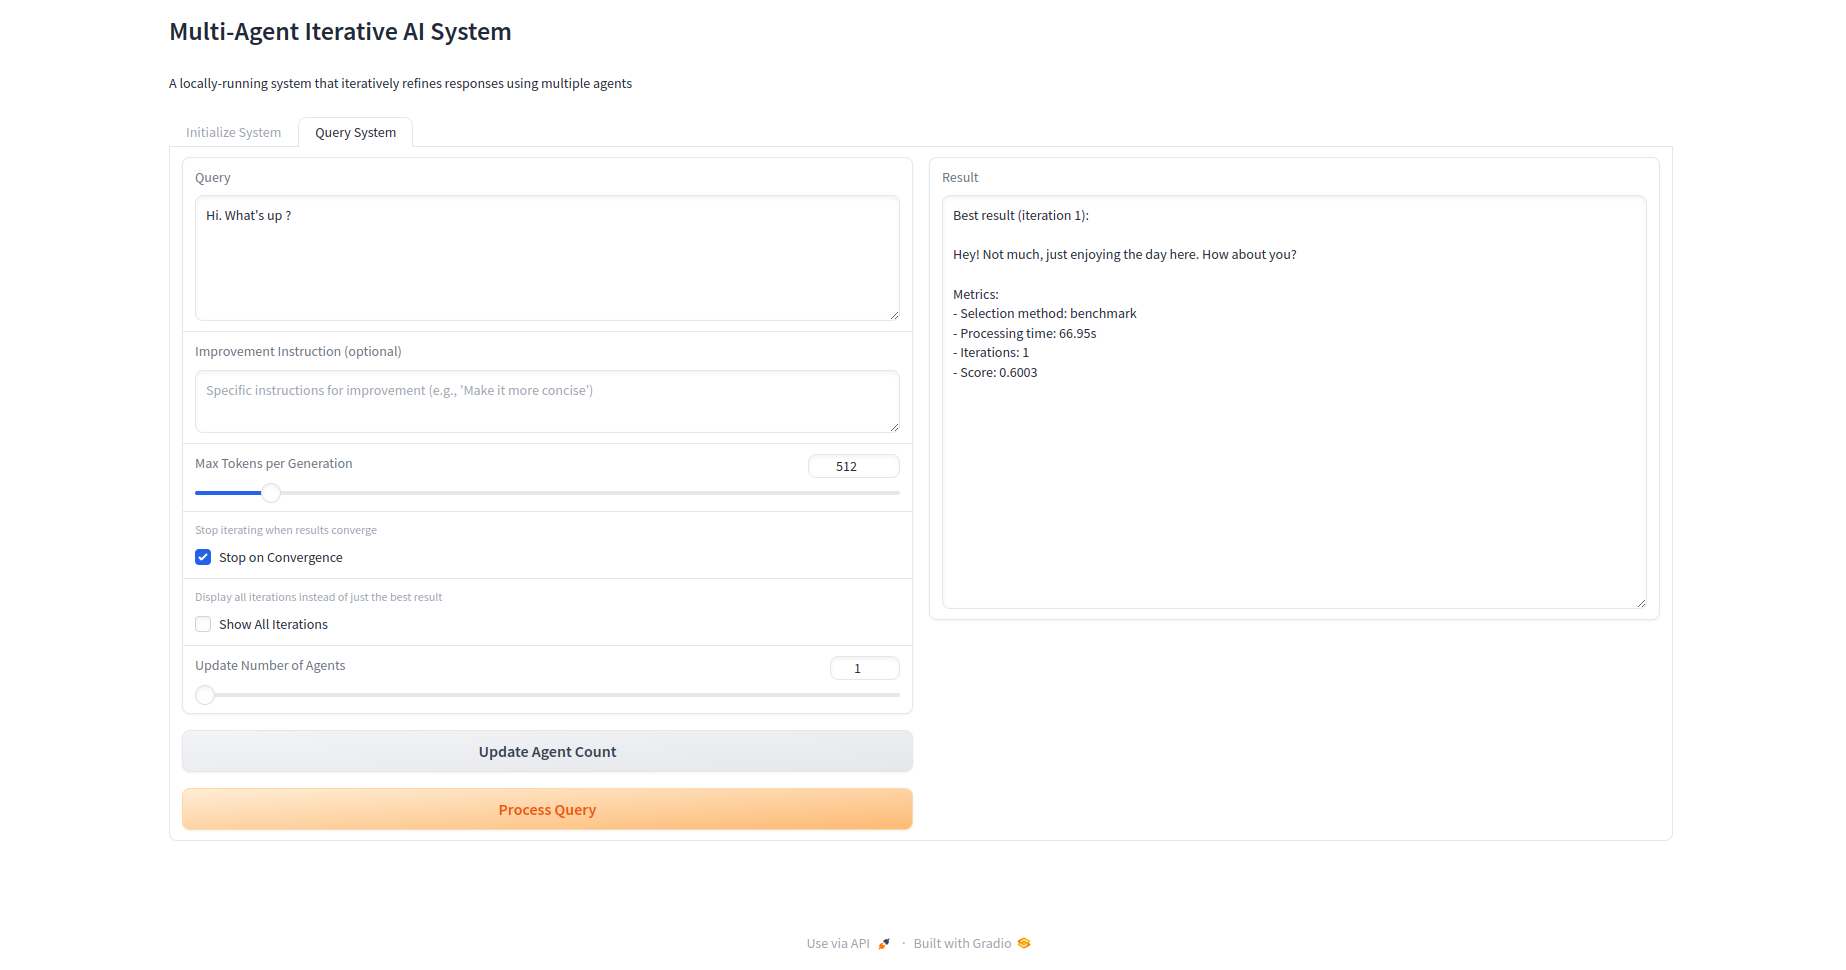 Multi-Agent Iterative AI System
A locally-running system that iteratively refines responses using multiple agents
Initialize System
Query System
Query
Hi. What's up ?
Improvement Instruction (optional)
Specific instructions for improvement (e.g., 'Make it more concise')
Max Tokens per Generation
512
Stop iterating when results converge
Stop on Convergence
Display all iterations instead of just the best result
Show All Iterations
Update Number of Agents
1
Update Agent Count
Process Query
Result
Best result (iteration 1):
Hey! Not much, just enjoying the day here. How about you?
Metrics:
- Selection method: benchmark
- Processing time: 66.95s
- Iterations: 1
- Score: 0.6003
Use via API · Built with Gradio